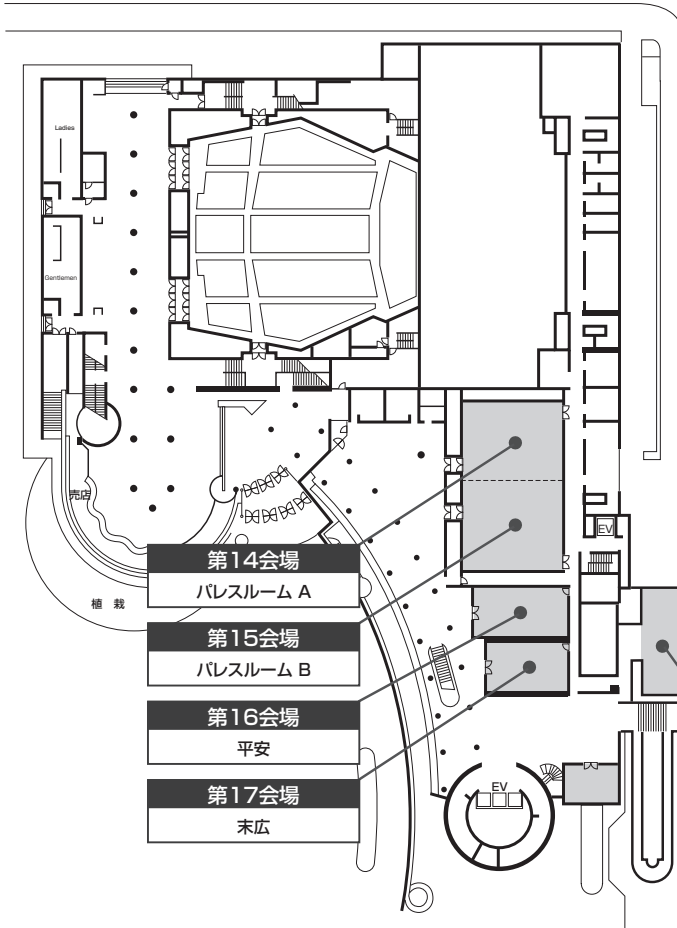 Ladies
Gentlemen
売店
植 栽
EV
第14会場
パレスルーム A
第15会場
パレスルーム B
第16会場
平安
第17会場
末広
EV